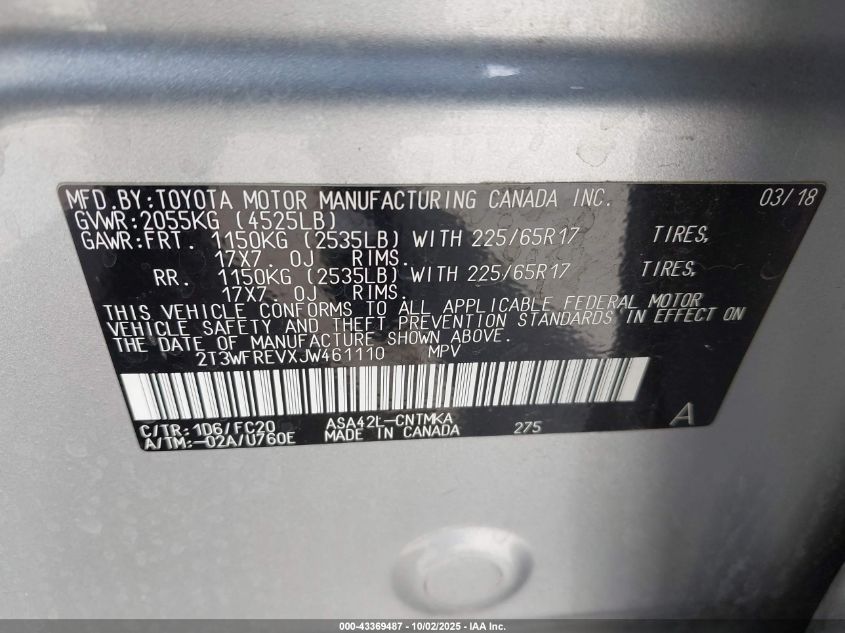 MFD.BY:TOYOTA MOTOR MANUFACTURING CANADA INC. 03/18
GVWR:2055KG (4525LB)
GAWR:FRT. 1150KG (2535LB) WITH 225/65R17 TIRES,
17X7. 0J RIMS.
RR. 1150KG (2535LB) WITH 225/65R17 TIRES,
17X7. 0J RIMS.
THIS VEHICLE CONFORMS TO ALL APPLICABLE FEDERAL MOTOR
VEHICLE SAFETY AND THEFT PREVENTION STANDARDS IN EFFECT ON
THE DATE OF MANUFACTURE SHOWN ABOVE.
2T3WFREVXJW461110 MPV
C/TR:1D6/FC20 ASA42L-CNTMKA A
A/TM:-02A/U760E MADE IN CANADA 275
000-43369487 - 10/02/2025 - IAA Inc.